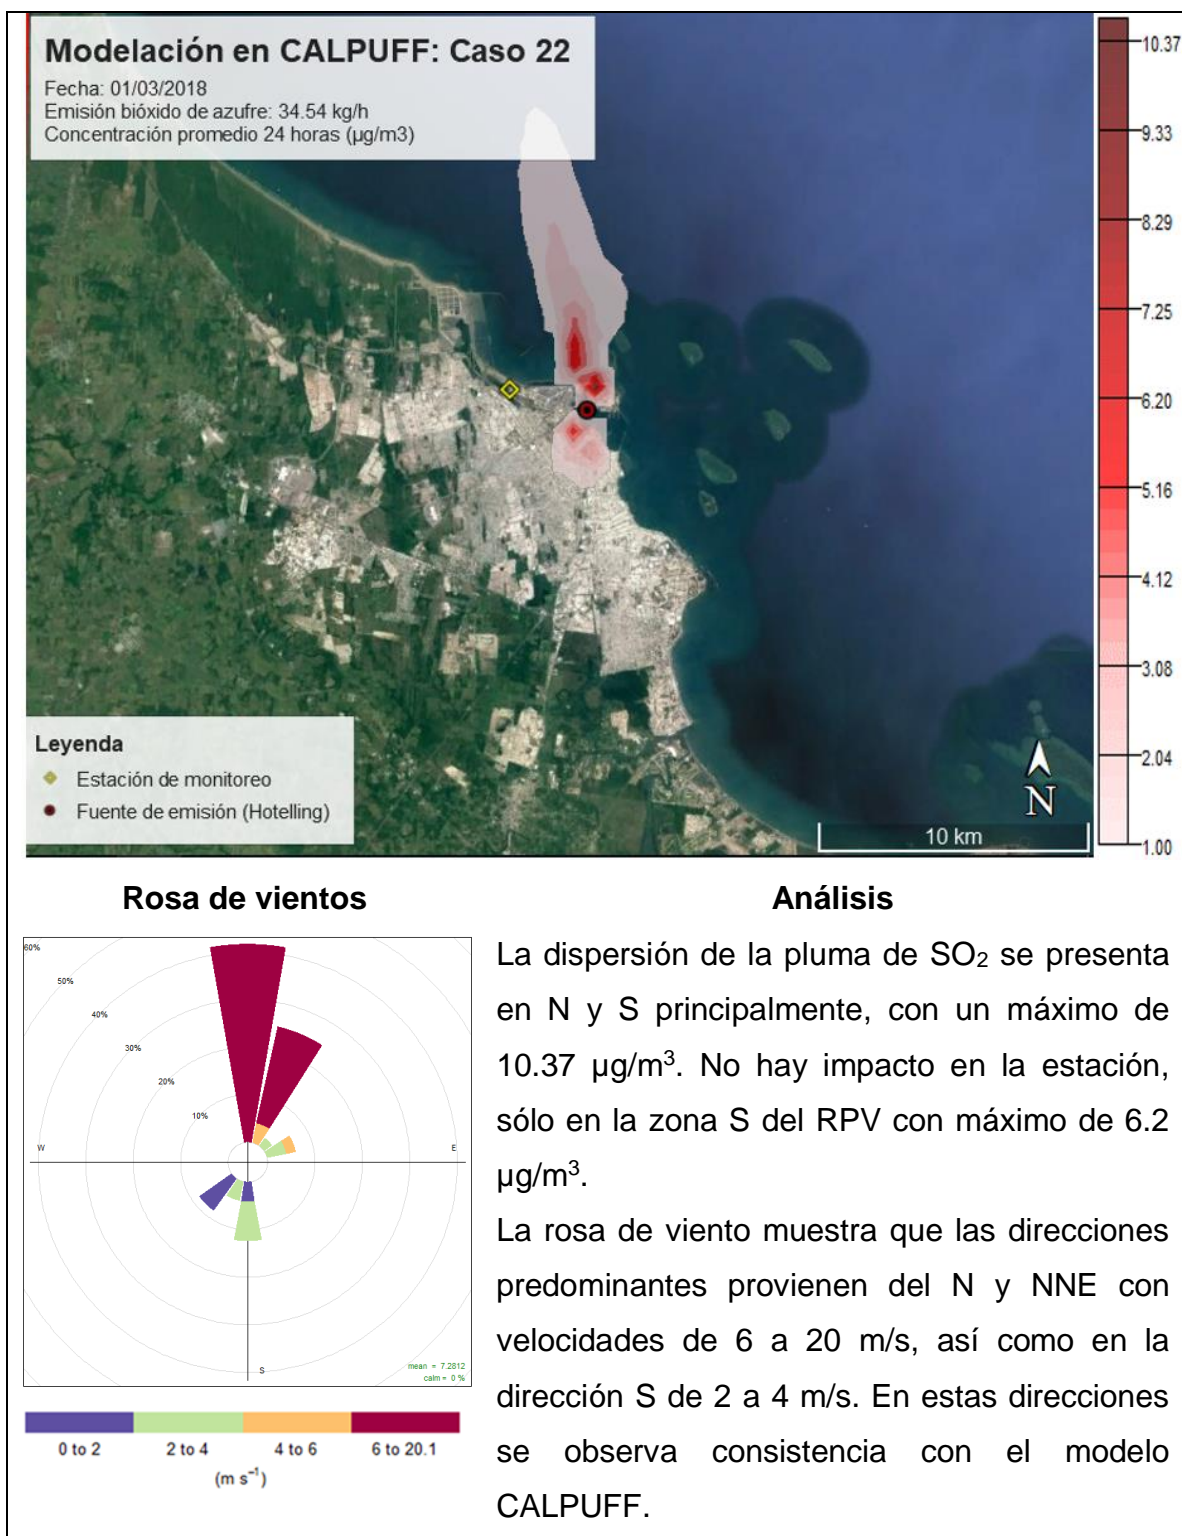 Modelación en CALPUFF: Caso 22
Fecha: 01/03/2018
Emisión bióxido de azufre: 34.54 kg/h
Concentración promedio 24 horas (µg/m3)
10.37
9.33
8.29
7.25
6.20
5.16
4.12
3.08
2.04
1.00
Leyenda
Estación de monitoreo
Fuente de emisión (Hotelling)
N
10 km
Rosa de vientos
60%
50%
40%
30%
20%
10%
W
E
S
mean = 7.2812
calm = 0 %
0 to 2
2 to 4
4 to 6
6 to 20.1
(m s⁻¹)
Análisis
La dispersión de la pluma de SO₂ se presenta
en N y S principalmente, con un máximo de
10.37 µg/m³. No hay impacto en la estación,
sólo en la zona S del RPV con máximo de 6.2
µg/m³.
La rosa de viento muestra que las direcciones
predominantes provienen del N y NNE con
velocidades de 6 a 20 m/s, así como en la
dirección S de 2 a 4 m/s. En estas direcciones
se observa consistencia con el modelo
CALPUFF.